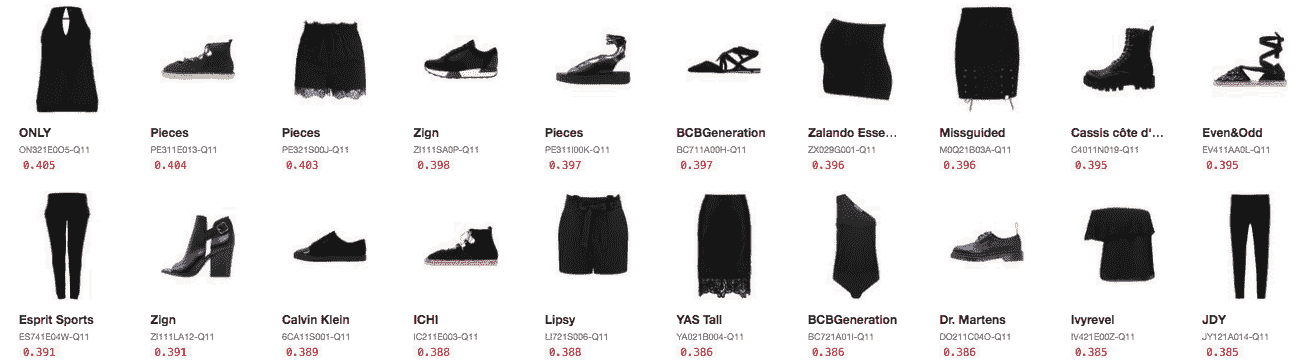 ONLY Pieces Pieces Zign Pieces BCBGeneration Zalando Esse... Missguided Cassis côte d'... Even&Odd
ON321E0O5-Q11 PE311E013-Q11 PE321S00J-Q11 ZI111SA0P-Q11 PE311I00K-Q11 BC711A00H-Q11 ZX029G001-Q11 M0Q21B03A-Q11 C4011N019-Q11 EV411AA0L-Q11
0.405 0.404 0.403 0.398 0.397 0.397 0.396 0.396 0.395 0.395
Esprit Sports Zign Calvin Klein ICHI Lipsy YAS Tall BCBGeneration Dr. Martens Ivyrevel JDY
ES741E04W-Q11 ZI111LA12-Q11 6CA11S001-Q11 IC211E003-Q11 LI721S006-Q11 YA021B004-Q11 BC721A01I-Q11 DO211C04O-Q11 IV421E00Z-Q11 JY121A014-Q11
0.391 0.391 0.389 0.388 0.388 0.386 0.386 0.386 0.385 0.385